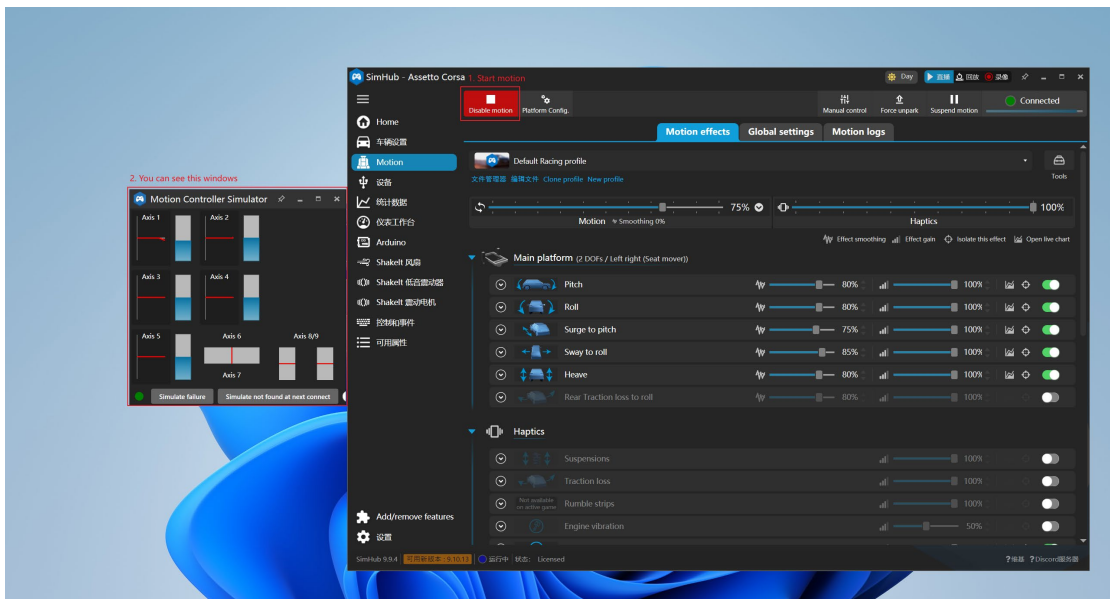 SimHub - Assetto Corsa
1. Start motion
Day
直播
回放
录像
Disable motion
Platform Config.
Manual control
Force unpark
Suspend motion
Connected
Home
车辆设置
Motion
设备
统计数据
仪表工作台
Arduino
ShakeIt 风扇
ShakeIt 低音震动器
ShakeIt 震动电机
控制和事件
可用属性
Add/remove features
设置
Motion effects
Global settings
Motion logs
Default Racing profile
Tools
文件管理器 编辑文件 Clone profile New profile
75%
100%
Motion
Smoothing 0%
Haptics
Effect smoothing
Effect gain
Isolate this effect
Open live chart
Main platform (2 DOFs / Left right (Seat mover))
Pitch 80% 100%
Roll 80% 100%
Surge to pitch 75% 100%
Sway to roll 85% 100%
Heave 80% 100%
Rear Traction loss to roll 80% 100%
Haptics
Suspensions 100%
Traction loss 100%
Not available on active game
Rumble strips 100%
Engine vibration 50%
SimHub 9.9.4
可用新版本: 9.10.13
运行中
状态: Licensed
?Discord服务器
2. You can see this windows
Motion Controller Simulator
Axis 1
Axis 2
Axis 3
Axis 4
Axis 5
Axis 6
Axis 8/9
Axis 7
Simulate failure
Simulate not found at next connect